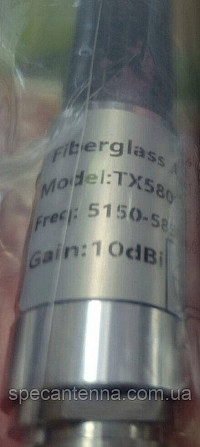 Fiberglass
Model:TX580
Freq: 5150-58
Gain:10dBi
specantenna.com.ua